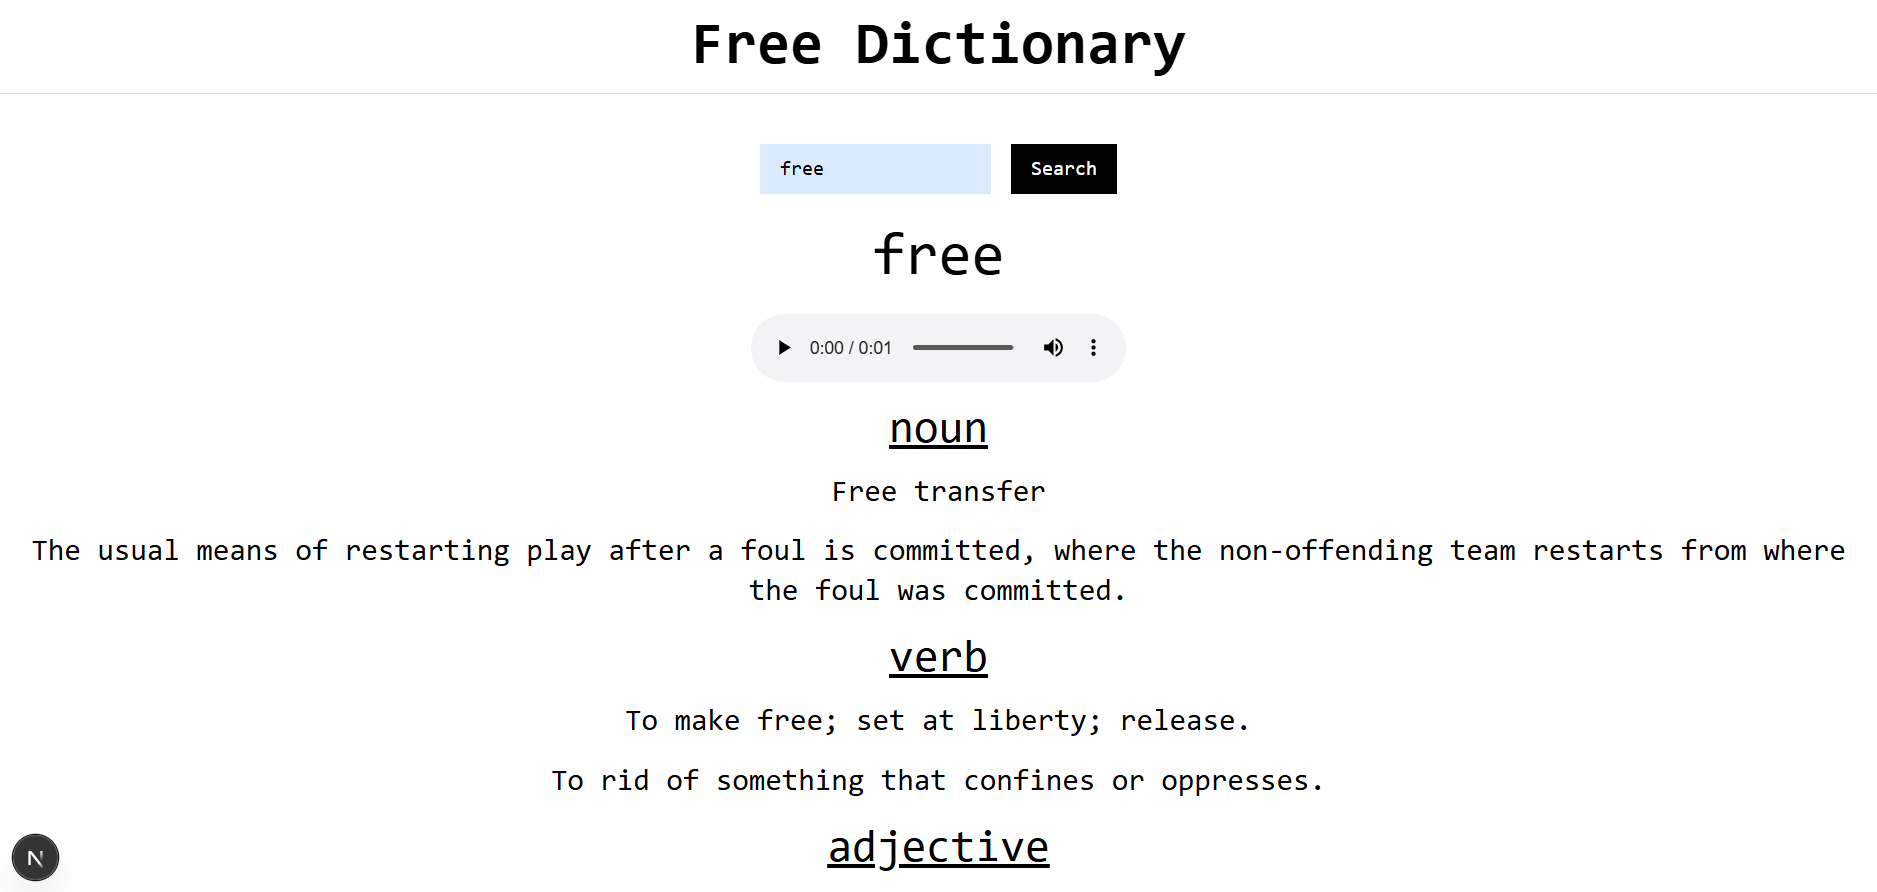 Free Dictionary
free
Search
free
0:00 / 0:01
noun
Free transfer
The usual means of restarting play after a foul is committed, where the non-offending team restarts from where
the foul was committed.
verb
To make free; set at liberty; release.
To rid of something that confines or oppresses.
adjective
N